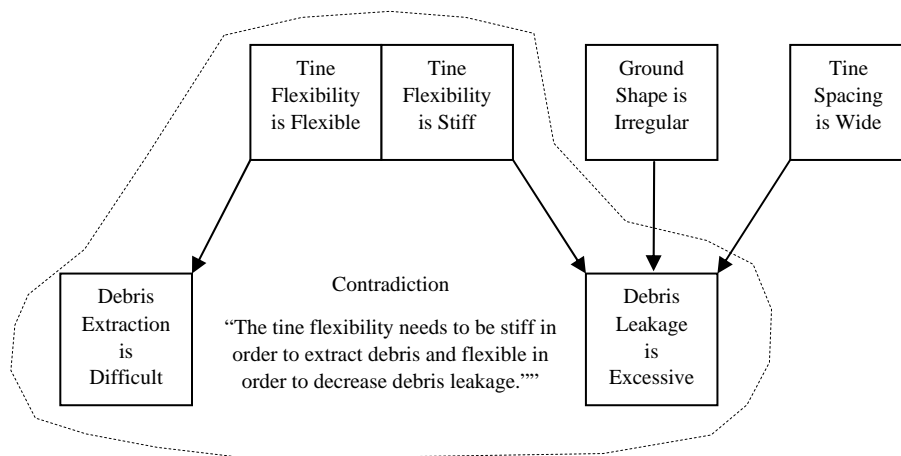 Tine
Flexibility
is Flexible
Tine
Flexibility
is Stiff
Ground
Shape is
Irregular
Tine
Spacing
is Wide
Debris
Extraction
is
Difficult
Contradiction
“The tine flexibility needs to be stiff in
order to extract debris and flexible in
order to decrease debris leakage.””
Debris
Leakage
is
Excessive